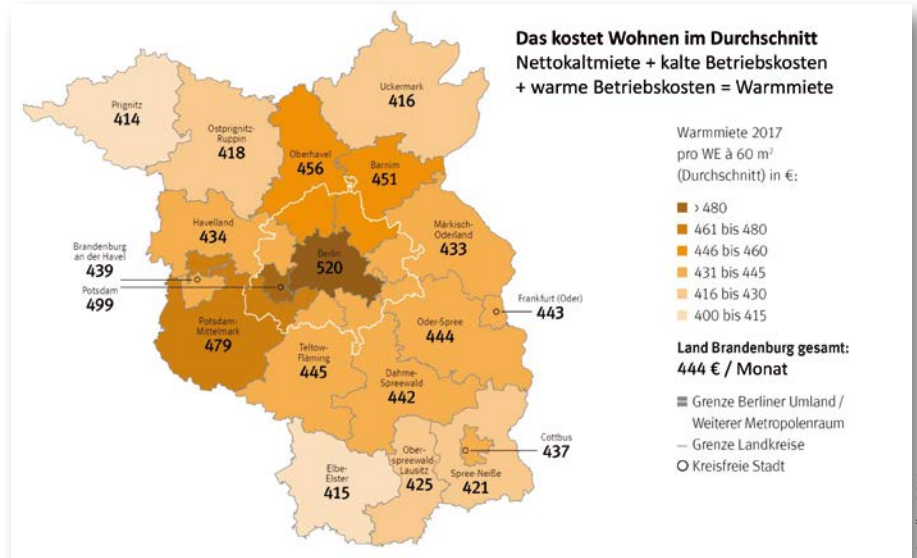 Das kostet Wohnen im Durchschnitt
Nettokaltmiete + kalte Betriebskosten
+ warme Betriebskosten = Warmmiete
Prignitz
414
Ostprignitz-
Ruppin
418
Uckermark
416
Oberhavel
456
Barnim
451
Havelland
434
Märkisch-
Oderland
433
Brandenburg
an der Havel
439
Potsdam
499
Berlin
520
Frankfurt (Oder)
443
Potsdam-
Mittelmark
479
Oder-Spree
444
Teltow-
Fläming
445
Dahme-
Spreewald
442
Cottbus
437
Elbe-
Elster
415
Ober-
spreewald-
Lausitz
425
Spree-Neiße
421
Warmmiete 2017
pro WE à 60 m²
(Durchschnitt) in €:
> 480
461 bis 480
446 bis 460
431 bis 445
416 bis 430
400 bis 415
Land Brandenburg gesamt:
444 € / Monat
Grenze Berliner Umland /
Weiterer Metropolenraum
Grenze Landkreise
Kreisfreie Stadt